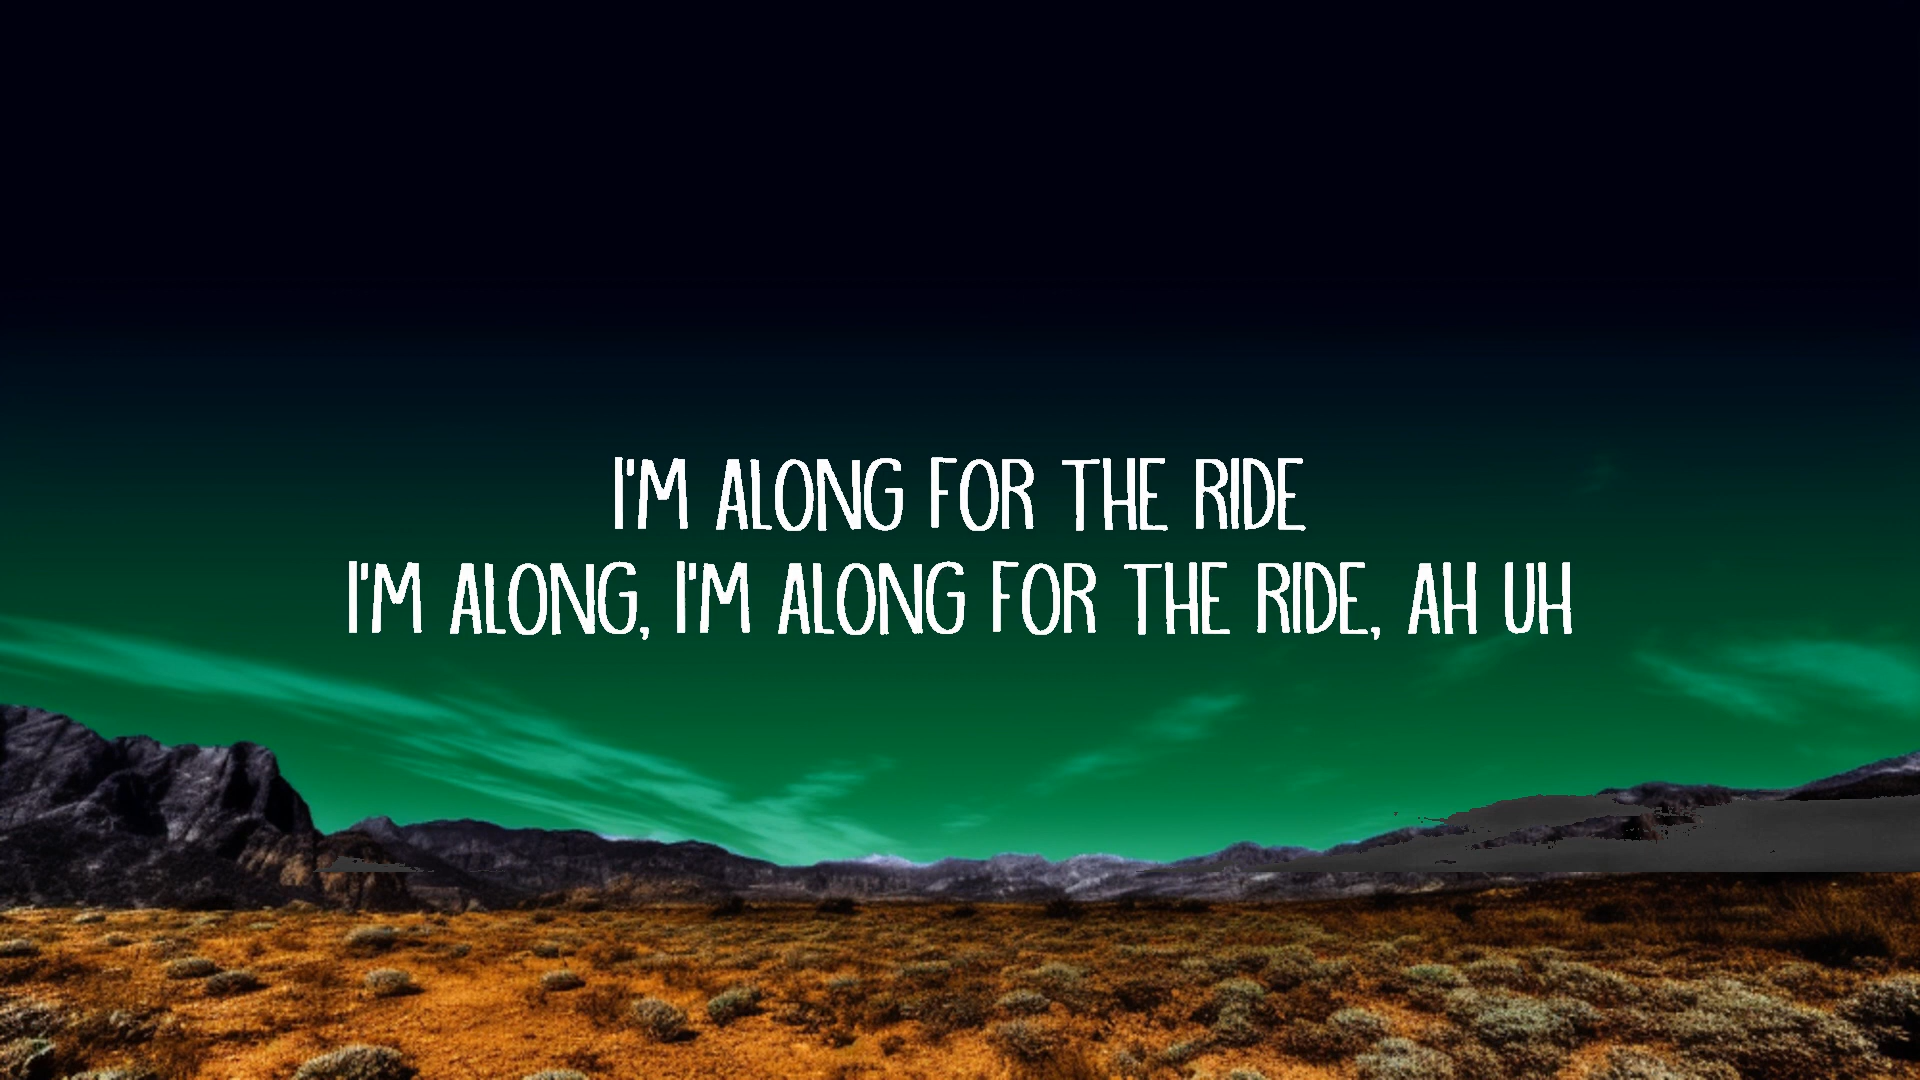 I'M ALONG FOR THE RIDE
I'M ALONG, I'M ALONG FOR THE RIDE, AH UH